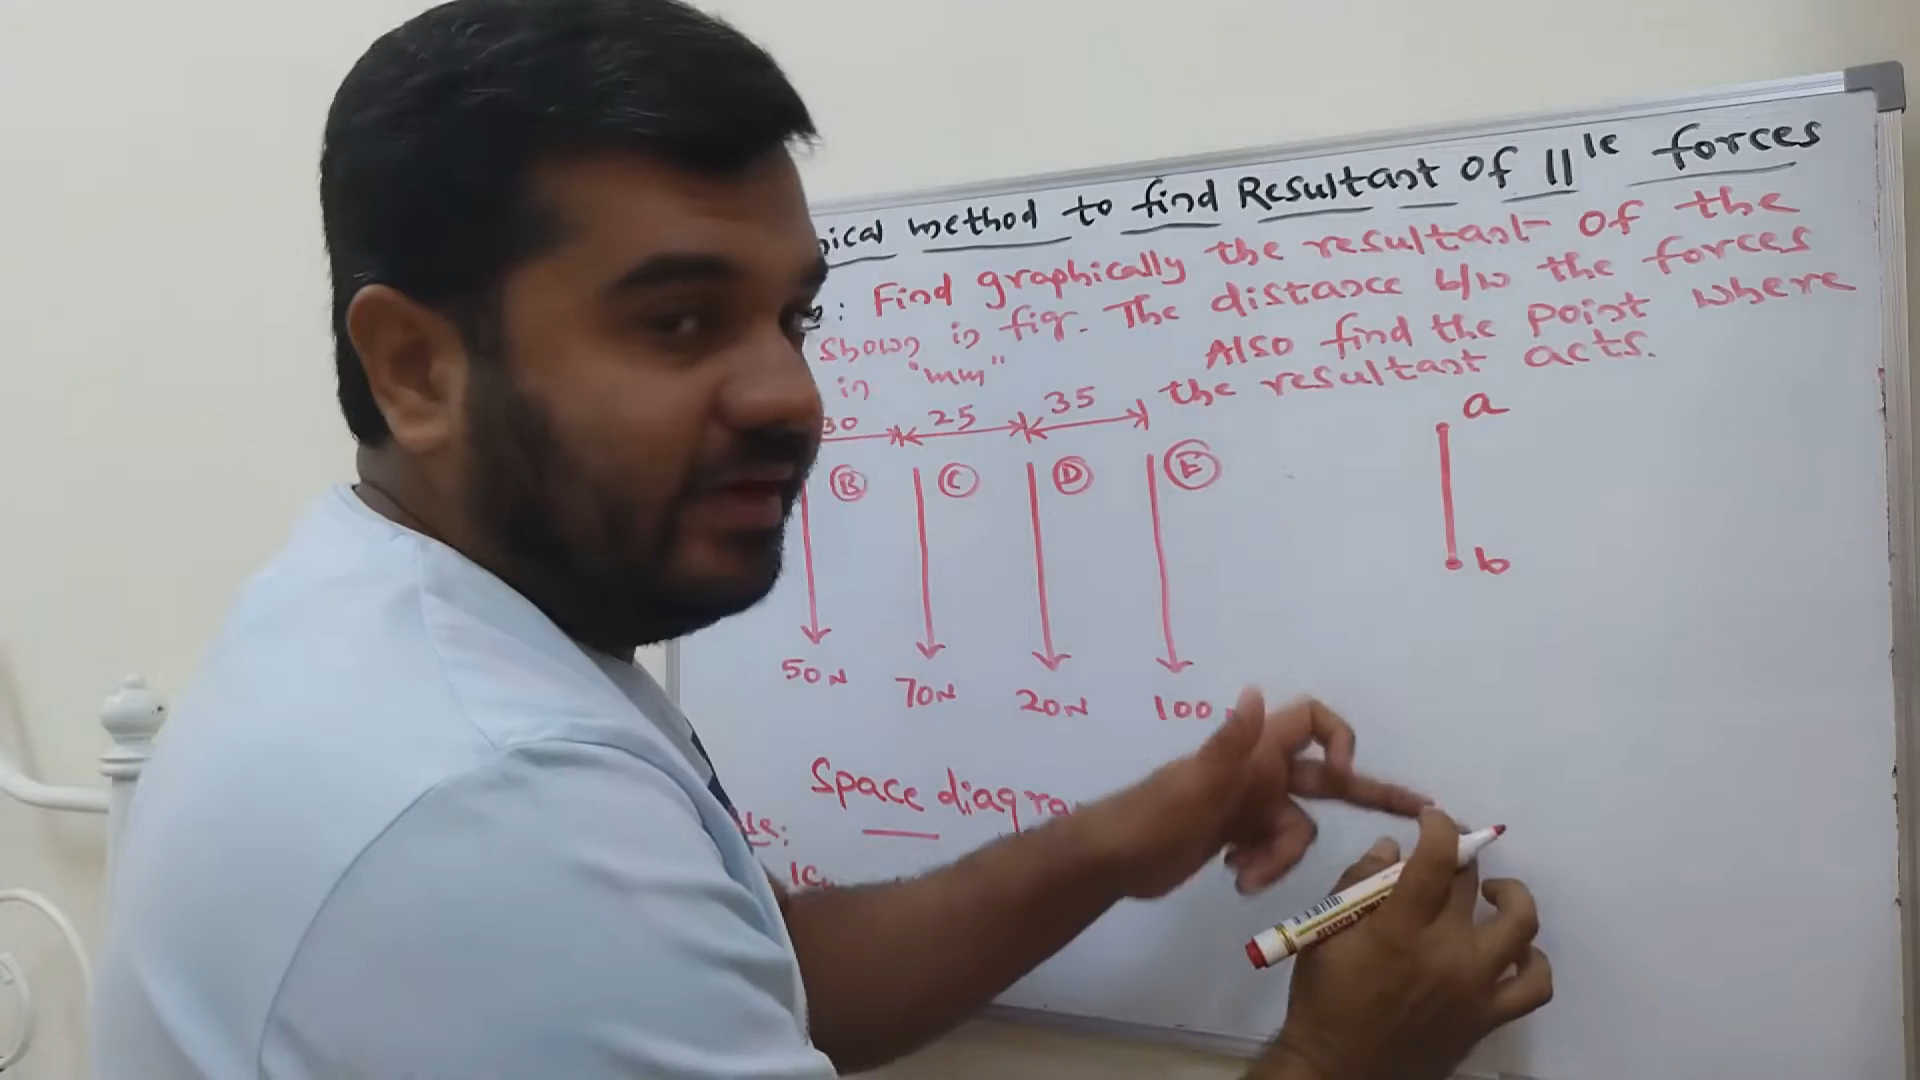 method to find Resultant of ||le forces
: Find graphically the resultant of the
shown in fig. The distance b/w the forces
in "mm" Also find the point where
the resultant acts.
30 25 35
a
B C D E
b
50N 70N 20N 100
Space